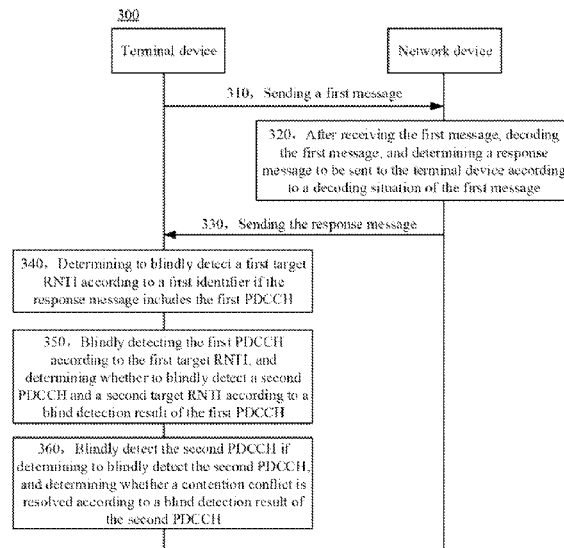 300
Terminal device
Network device
310, Sending a first message
320, After receiving the first message, decoding
the first message, and determining a response
message to be sent to the terminal device according
to a decoding situation of the first message
330, Sending the response message
340, Determining to blindly detect a first target
RNTI according to a first identifier if the
response message includes the first PDCCH
350, Blindly detecting the first PDCCH
according to the first target RNTI, and
determining whether to blindly detect a second
PDCCH and a second target RNTI according to a
blind detection result of the first PDCCH
360, Blindly detect the second PDCCH if
determining to blindly detect the second PDCCH,
and determining whether a contention conflict is
resolved according to a blind detection result of
the second PDCCH